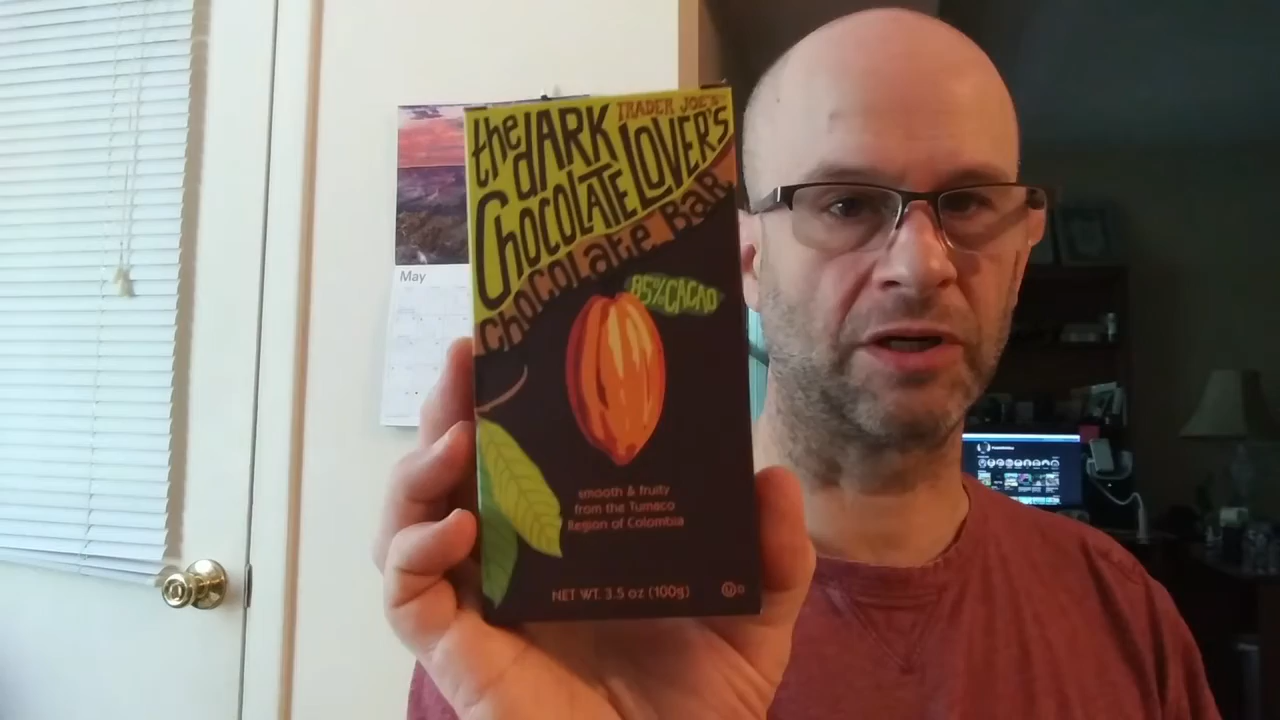 TRADER JOE'S
the DARK
CHOCOLATE LOVER'S
CHOCOLATE BAR
85% CACAO
smooth & fruity
from the Tumaco
Region of Colombia
NET WT. 3.5 oz (100g)
U D
May